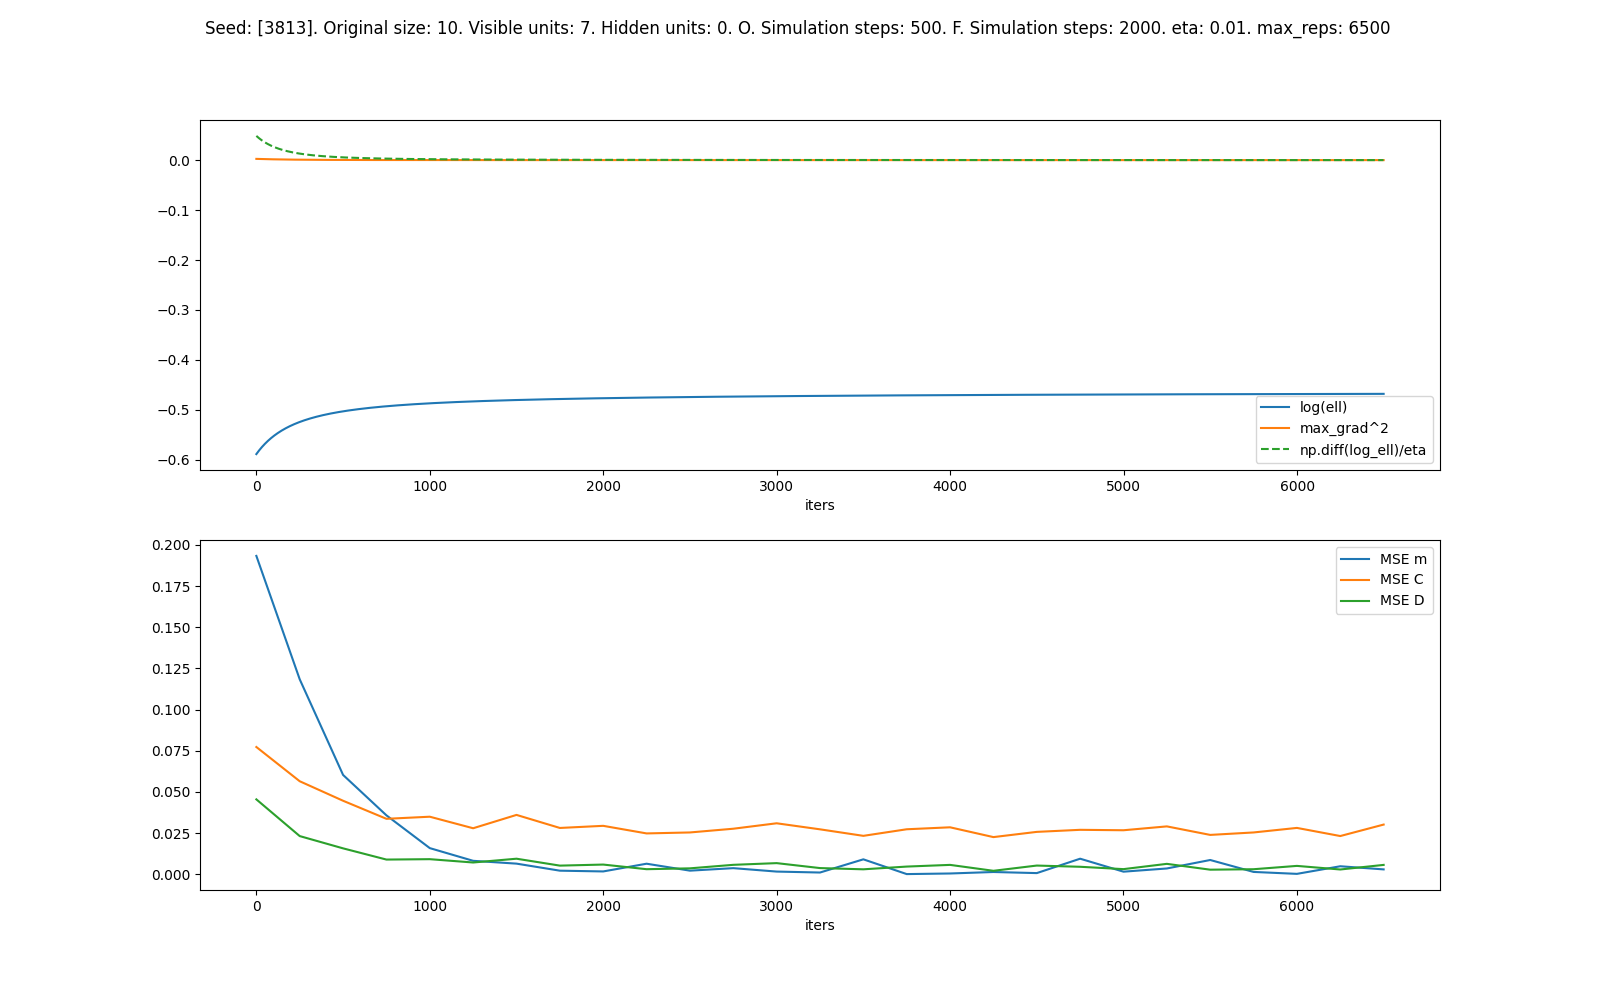 Seed: [3813]. Original size: 10. Visible units: 7. Hidden units: 0. O. Simulation steps: 500. F. Simulation steps: 2000. eta: 0.01. max_reps: 6500
0.0
−0.1
−0.2
−0.3
−0.4
−0.5
−0.6
log(ell)
max_grad^2
np.diff(log_ell)/eta
0 1000 2000 3000 4000 5000 6000
iters
0.200
0.175
0.150
0.125
0.100
0.075
0.050
0.025
0.000
MSE m
MSE C
MSE D
0 1000 2000 3000 4000 5000 6000
iters